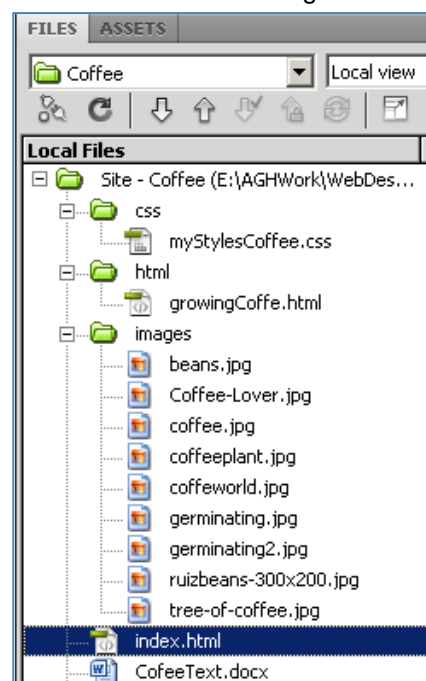 FILES ASSETS
Coffee Local view
Local Files
Site - Coffee (E:\AGHWork\WebDes...
css
myStylesCoffee.css
html
growingCoffe.html
images
beans.jpg
Coffee-Lover.jpg
coffee.jpg
coffeeplant.jpg
coffeworld.jpg
germinating.jpg
germinating2.jpg
ruizbeans-300x200.jpg
tree-of-coffee.jpg
index.html
CofeeText.docx